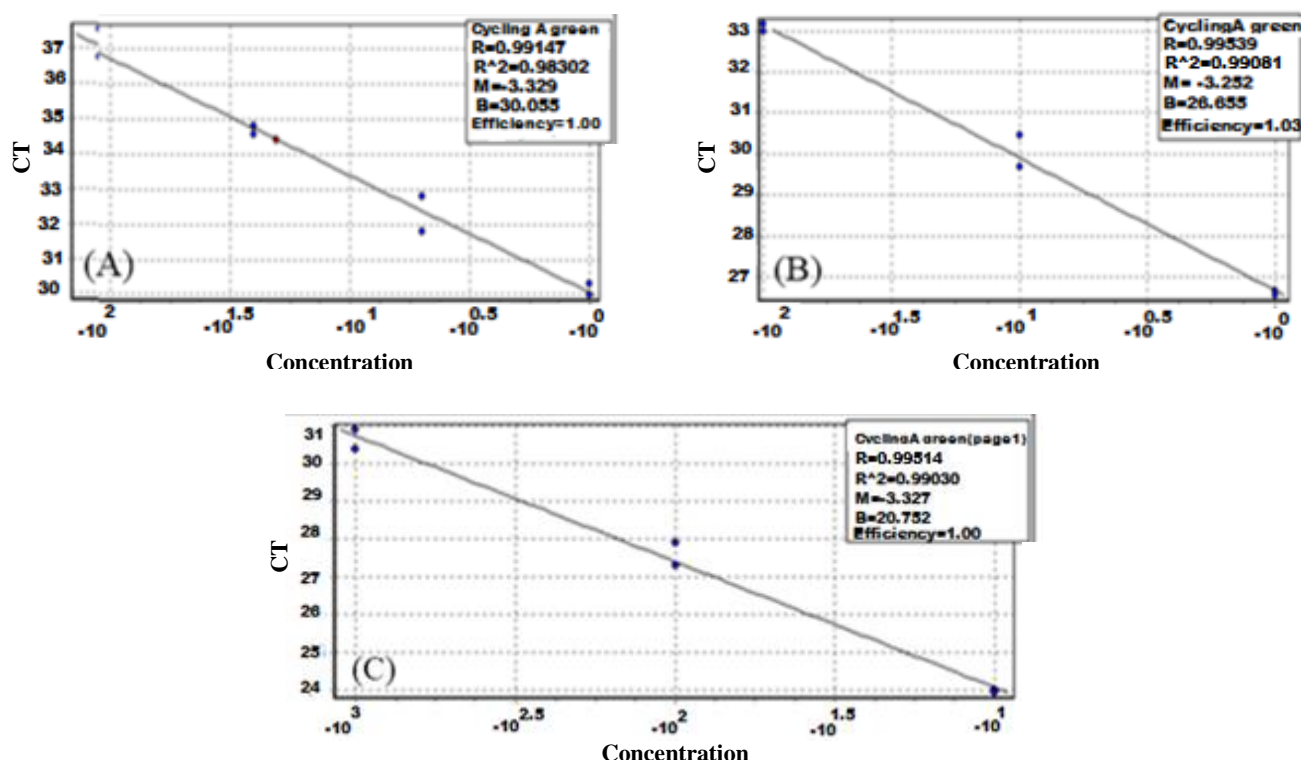 37
36
35
34
33
32
31
30
CT
Cycling A green
R=0.99147
R^2=0.98302
M=-3.329
B=30.055
Efficiency=1.00
(A)
-10^2 -10^1.5 -10^1 -10^0.5 -10^0
Concentration
33
32
31
30
29
28
27
CyclingA green
R=0.99539
R^2=0.99081
M= -3.252
B=26.655
Efficiency=1.03
(B)
-10^2 -10^1.5 -10^1 -10^0.5 -10^0
Concentration
31
30
29
28
27
26
25
24
CT
CyclingA green(page1)
R=0.99514
R^2=0.99030
M=-3.327
B=20.752
Efficiency=1.00
(C)
-10^3 -10^2.5 -10^2 -10^1.5 -10^1
Concentration